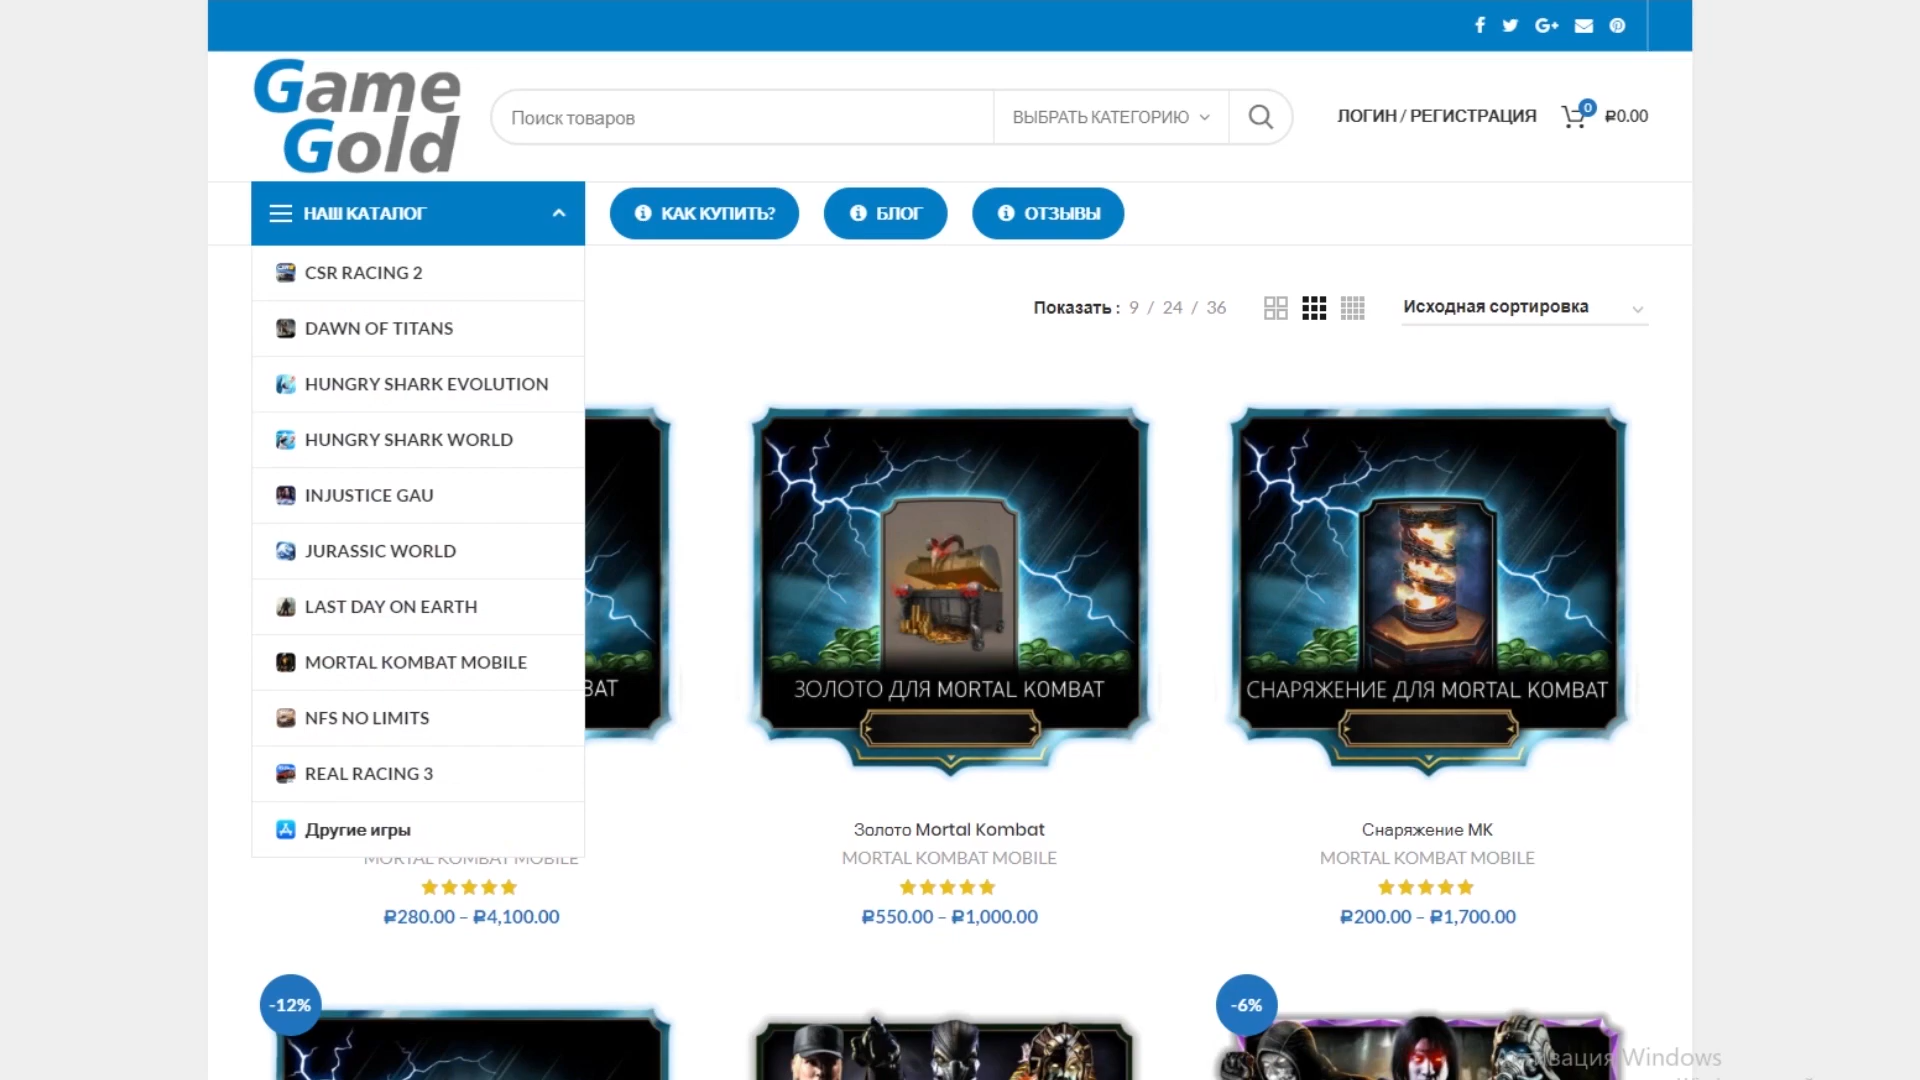 Game
Gold
Поиск товаров
ВЫБРАТЬ КАТЕГОРИЮ
ЛОГИН / РЕГИСТРАЦИЯ
0
₽0.00
НАШ КАТАЛОГ
КАК КУПИТЬ?
БЛОГ
ОТЗЫВЫ
CSR RACING 2
DAWN OF TITANS
HUNGRY SHARK EVOLUTION
HUNGRY SHARK WORLD
INJUSTICE GAU
JURASSIC WORLD
LAST DAY ON EARTH
MORTAL KOMBAT MOBILE
NFS NO LIMITS
REAL RACING 3
Другие игры
Показать : 9 / 24 / 36
Исходная сортировка
BAT
ЗОЛОТО ДЛЯ MORTAL KOMBAT
СНАРЯЖЕНИЕ ДЛЯ MORTAL KOMBAT
MORTAL KOMBAT MOBILE
₽280.00 – ₽4,100.00
Золото Mortal Kombat
MORTAL KOMBAT MOBILE
₽550.00 – ₽1,000.00
Снаряжение МК
MORTAL KOMBAT MOBILE
₽200.00 – ₽1,700.00
-12%
-6%
Активация Windows